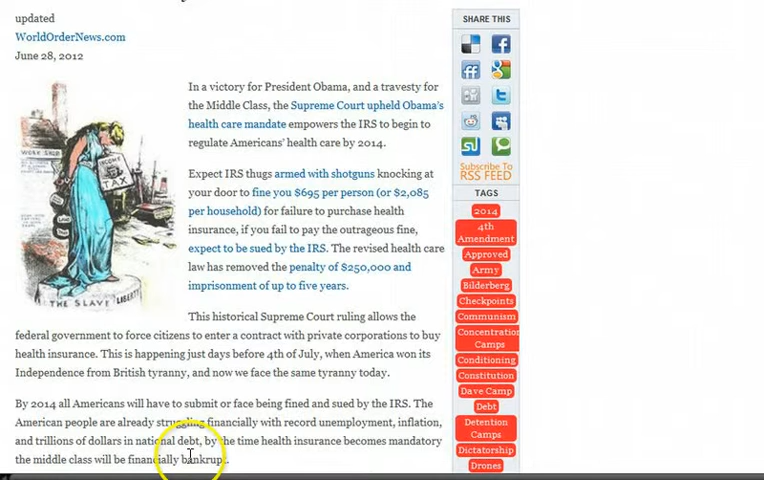 updated
WorldOrderNews.com
June 28, 2012
In a victory for President Obama, and a travesty for
the Middle Class, the Supreme Court upheld Obama's
health care mandate empowers the IRS to begin to
regulate Americans' health care by 2014.
Expect IRS thugs armed with shotguns knocking at
your door to fine you $695 per person (or $2,085
per household) for failure to purchase health
insurance, if you fail to pay the outrageous fine,
expect to be sued by the IRS. The revised health care
law has removed the penalty of $250,000 and
imprisonment of up to five years.
This historical Supreme Court ruling allows the
federal government to force citizens to enter a contract with private corporations to buy
health insurance. This is happening just days before 4th of July, when America won its
Independence from British tyranny, and now we face the same tyranny today.
By 2014 all Americans will have to submit or face being fined and sued by the IRS. The
American people are already struggling financially with record unemployment, inflation,
and trillions of dollars in national debt, by the time health insurance becomes mandatory
the middle class will be financially bankrupt.
WORK SHOP
INCOME
TAX
THE SLAVE LIBERTY
SHARE THIS
Subscribe To
RSS FEED
TAGS
2014
4th
Amendment
Approved
Army
Bilderberg
Checkpoints
Communism
Concentration
Camps
Conditioning
Constitution
Dave Camp
Debt
Detention
Camps
Dictatorship
Drones